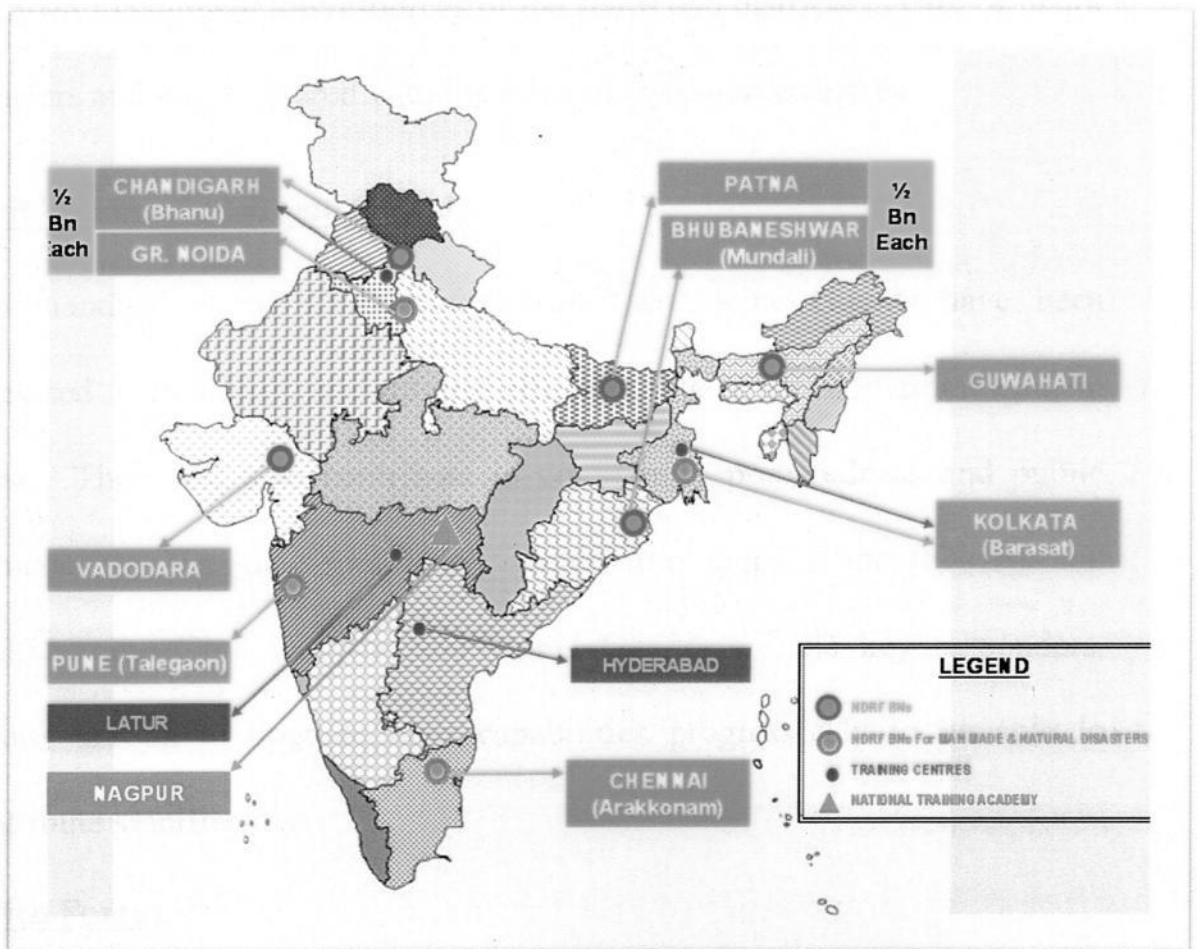 ½
Bn
Each
CHANDIGARH
(Bhanu)
GR. NOIDA
PATNA
BHUBANESHWAR
(Mundali)
½
Bn
Each
GUWAHATI
KOLKATA
(Barasat)
VADODARA
PUNE (Talegaon)
LATUR
NAGPUR
HYDERABAD
CHENNAI
(Arakkonam)
LEGEND
NDRF BNs
NDRF BNs For MAN MADE & NATURAL DISASTERS
TRAINING CENTRES
NATIONAL TRAINING ACADEMY